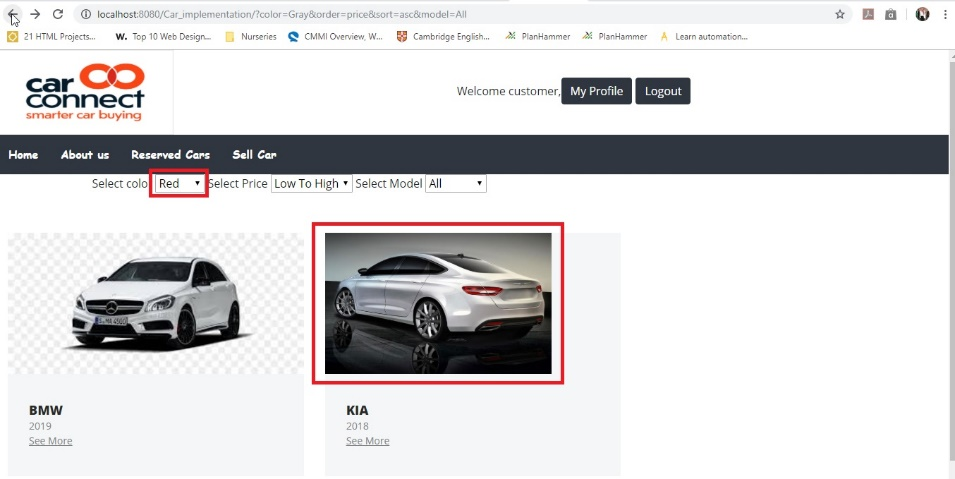 localhost:8080/Car_implementation/?color=Gray&order=price&sort=asc&model=All
21 HTML Projects... W. Top 10 Web Design... Nurseries CMMI Overview, W... Cambridge English... PlanHammer PlanHammer Learn automation...
car
connect
smarter car buying
Welcome customer, My Profile Logout
Home About us Reserved Cars Sell Car
Select colo Red Select Price Low To High Select Model All
BMW KIA
2019 2018
See More See More